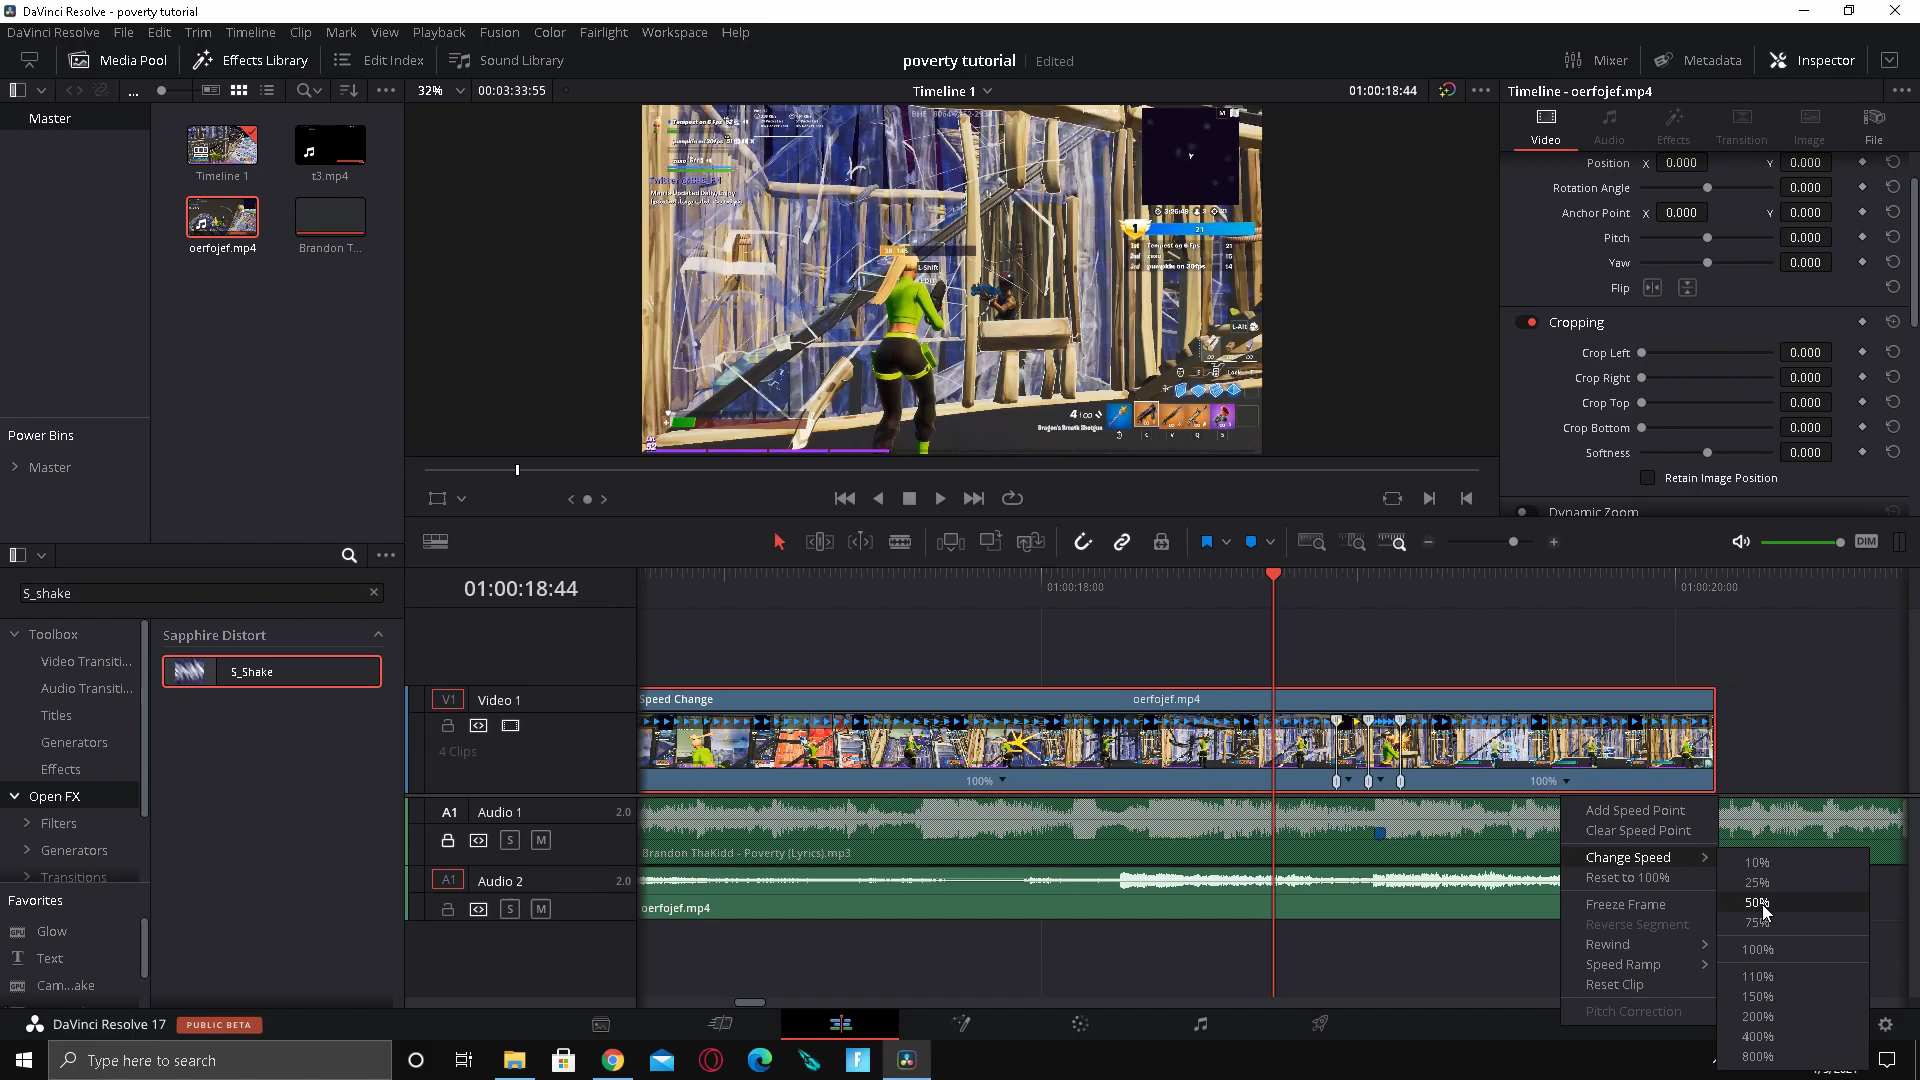 DaVinci Resolve - poverty tutorial
DaVinci Resolve File Edit Trim Timeline Clip Mark View Playback Fusion Color Fairlight Workspace Help
Media Pool Effects Library Edit Index Sound Library
poverty tutorial Edited
Mixer Metadata Inspector
32% 00:03:33:55 Timeline 1 01:00:18:44
Timeline - oerfojef.mp4
Master
Timeline 1
t3.mp4
oerfojef.mp4
Brandon T...
Power Bins
Master
Video Audio Effects Transition Image File
Position X 0.000 Y 0.000
Rotation Angle 0.000
Anchor Point X 0.000 Y 0.000
Pitch 0.000
Yaw 0.000
Flip
Cropping
Crop Left 0.000
Crop Right 0.000
Crop Top 0.000
Crop Bottom 0.000
Softness 0.000
Retain Image Position
Dynamic Zoom
L-Shift
L-Alt
1
21
Dragon's Breath Shotgun
DIM
S_shake
Toolbox
Video Transiti...
Audio Transiti...
Titles
Generators
Effects
Open FX
Filters
Generators
Transitions
Favorites
Glow
Text
Cam...ake
Sapphire Distort
S_Shake
01:00:18:44
01:00:18:00
01:00:20:00
V1 Video 1
4 Clips
Speed Change oerfojef.mp4
100%
100%
A1 Audio 1 2.0
S M
Brandon ThaKidd - Poverty (Lyrics).mp3
A1 Audio 2 2.0
S M
oerfojef.mp4
Add Speed Point
Clear Speed Point
Change Speed
Reset to 100%
Freeze Frame
Reverse Segment
Rewind
Speed Ramp
Reset Clip
Pitch Correction
10%
25%
50%
75%
100%
110%
150%
200%
400%
800%
DaVinci Resolve 17 PUBLIC BETA
Type here to search